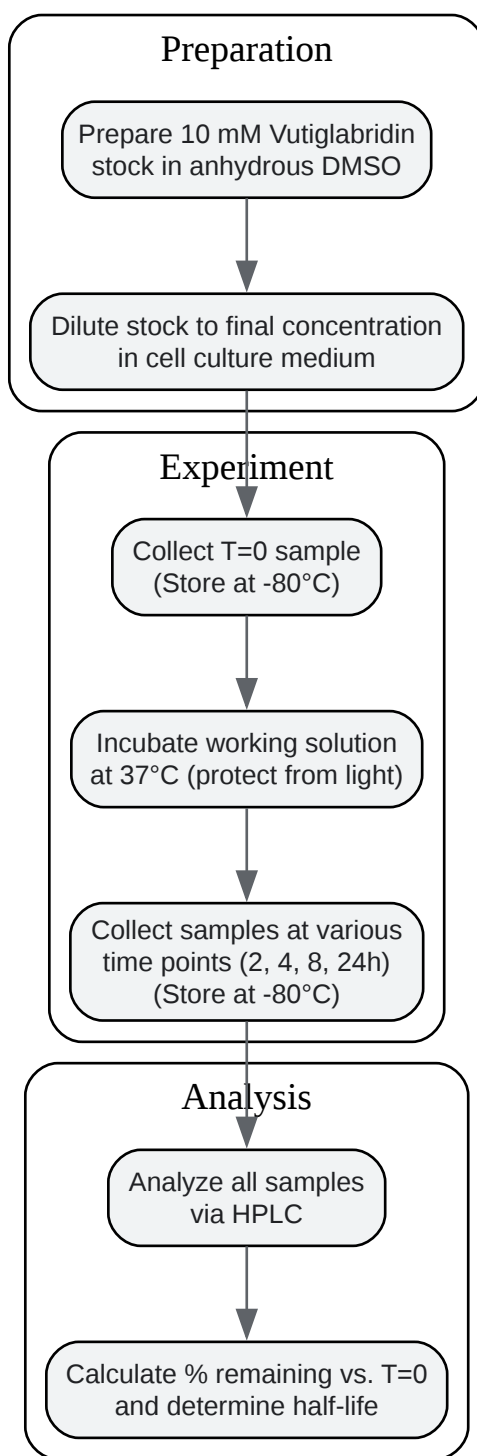 Preparation
Prepare 10 mM Vutiglabridin
stock in anhydrous DMSO
Dilute stock to final concentration
in cell culture medium
Experiment
Collect T=0 sample
(Store at -80°C)
Incubate working solution
at 37°C (protect from light)
Collect samples at various
time points (2, 4, 8, 24h)
(Store at -80°C)
Analysis
Analyze all samples
via HPLC
Calculate % remaining vs. T=0
and determine half-life